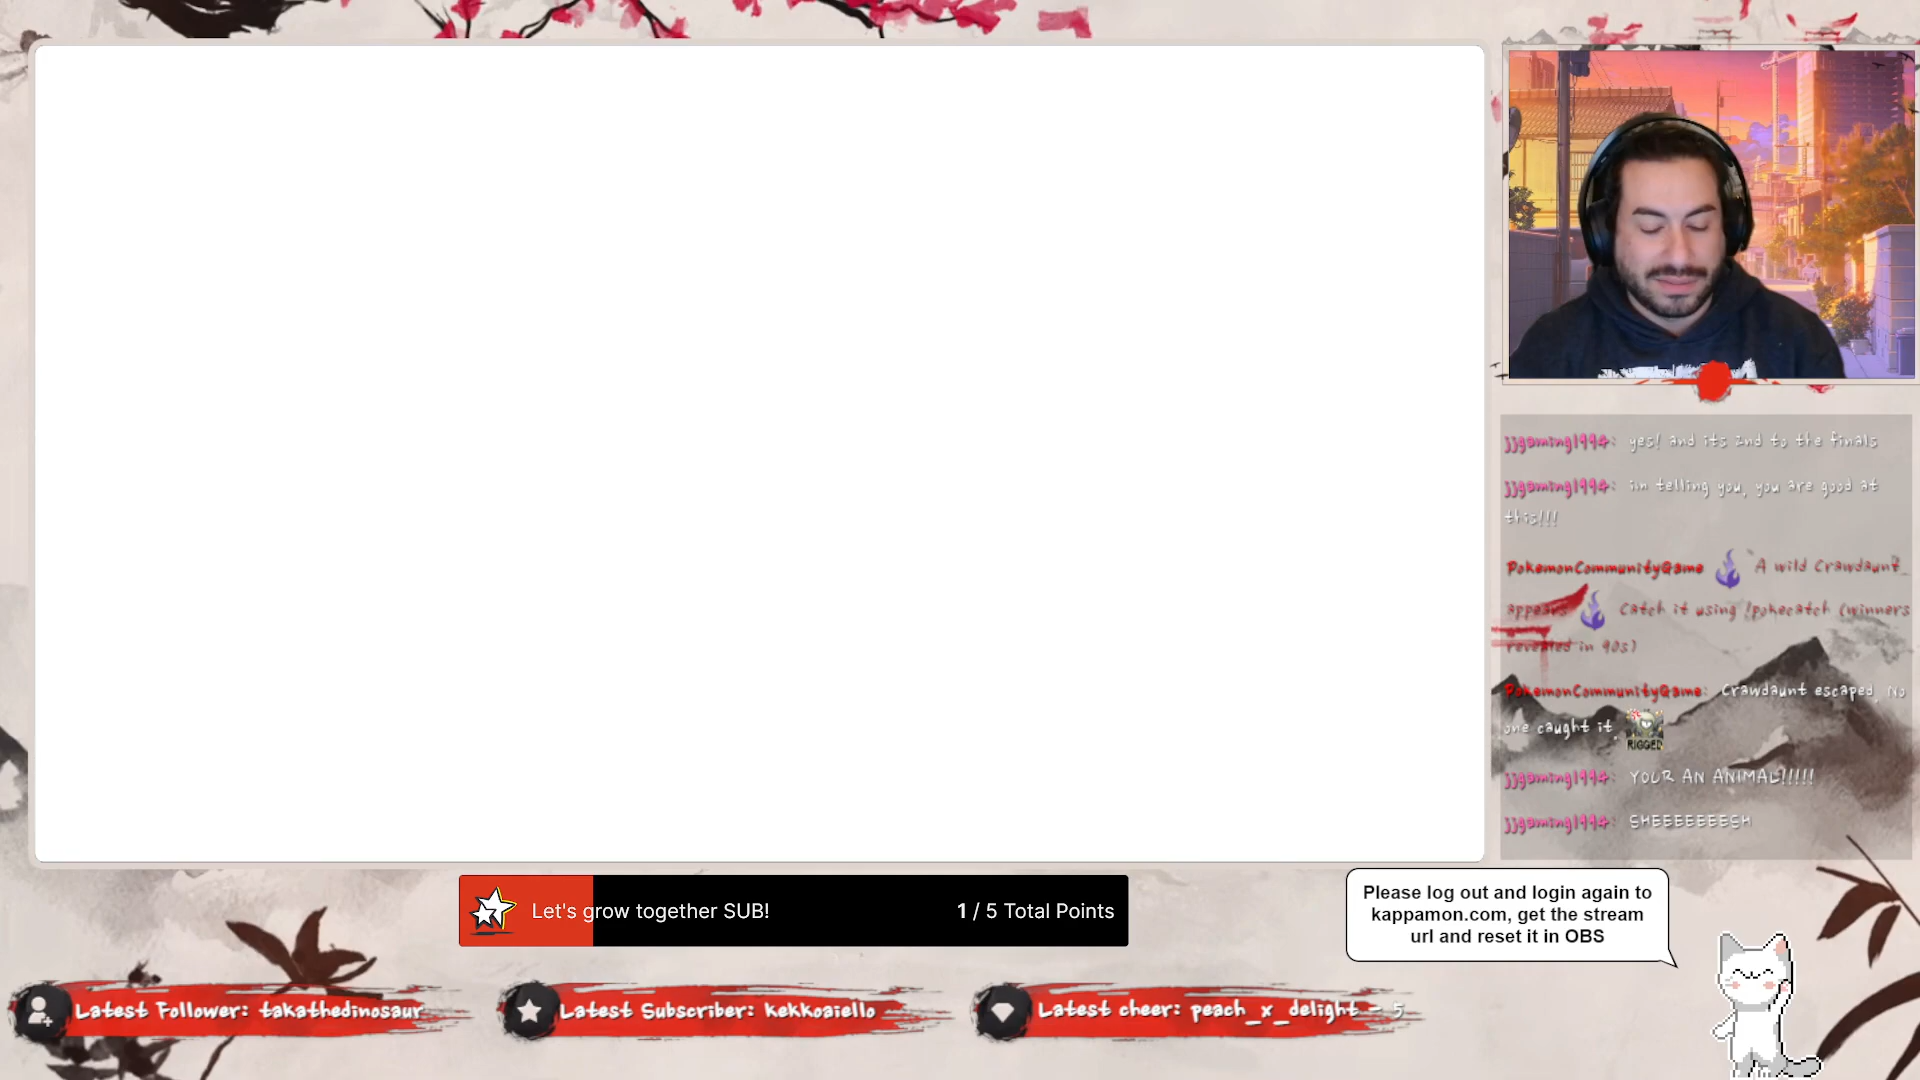 jjgaming1994: yes! and its 2nd to the finals
jjgaming1994: im telling you, you are good at
this!!!
PokemonCommunityGame A wild Crawdaunt
appears Catch it using !pokecatch (winners
revealed in 90s)
PokemonCommunityGame: Crawdaunt escaped. No
one caught it.
RIGGED
jjgaming1994: YOUR AN ANIMAL!!!!!
jjgaming1994: SHEEEEEEESH
Let's grow together SUB!
1 / 5 Total Points
Please log out and login again to
kappamon.com, get the stream
url and reset it in OBS
Latest Follower: takathedinosaur
Latest Subscriber: kekkoaiello
Latest cheer: peach_x_delight - 5